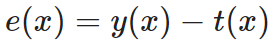 e(x) = y(x) − t(x)